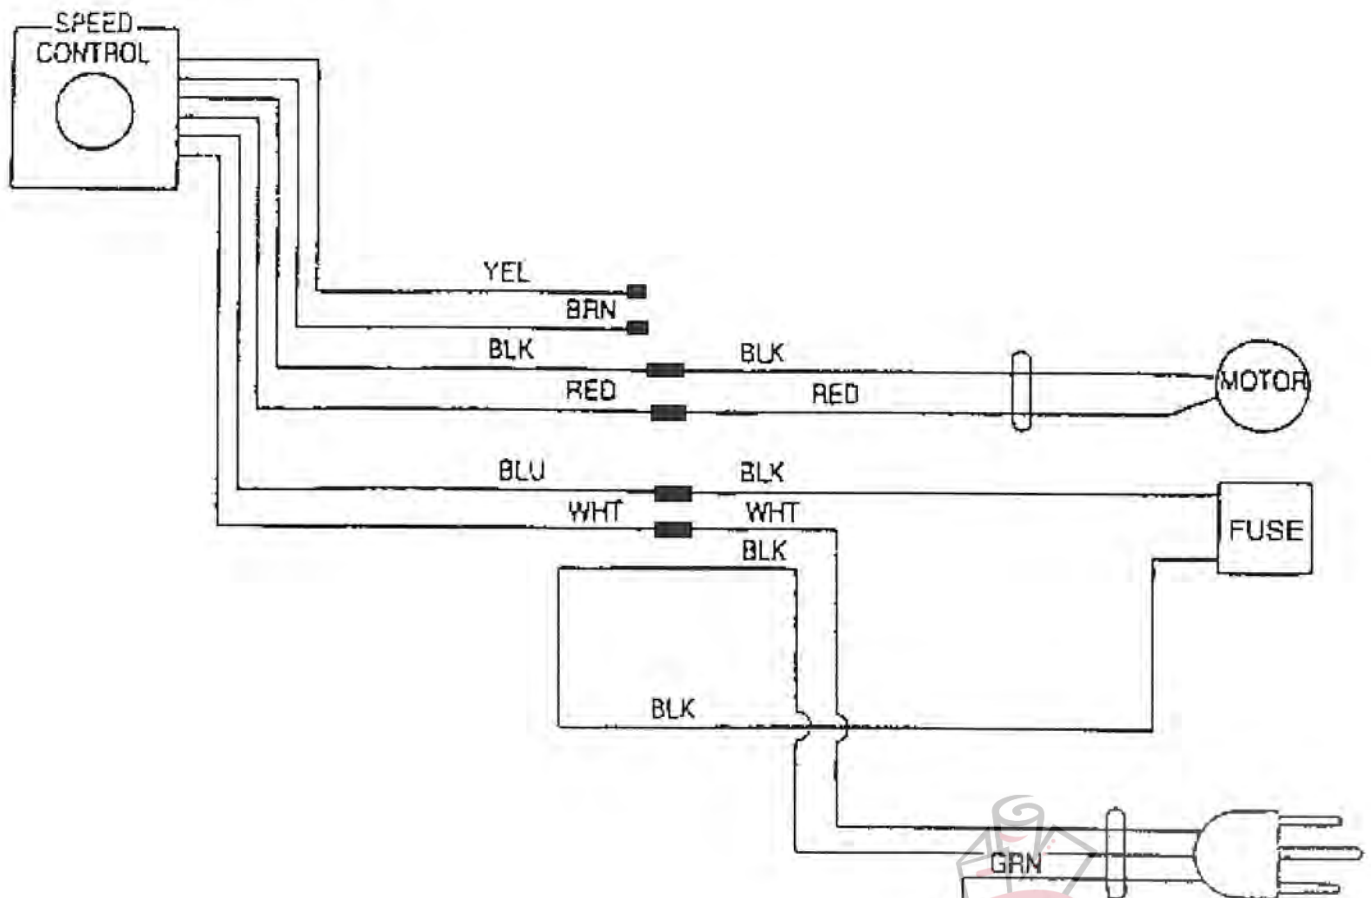 SPEED
CONTROL
YEL
BRN
BLK
BLK
RED
RED
MOTOR
BLU
BLK
WHT
WHT
FUSE
BLK
BLK
GRN